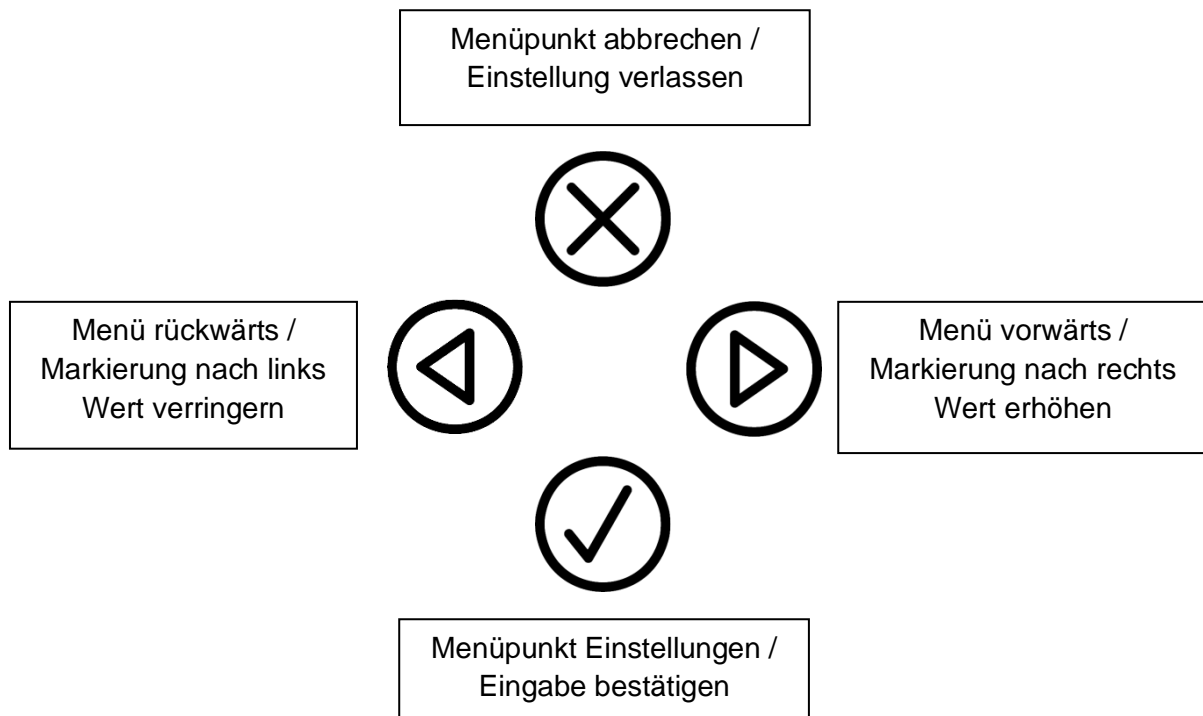 Menüpunkt abbrechen /
Einstellung verlassen
Menü rückwärts /
Markierung nach links
Wert verringern
Menü vorwärts /
Markierung nach rechts
Wert erhöhen
Menüpunkt Einstellungen /
Eingabe bestätigen